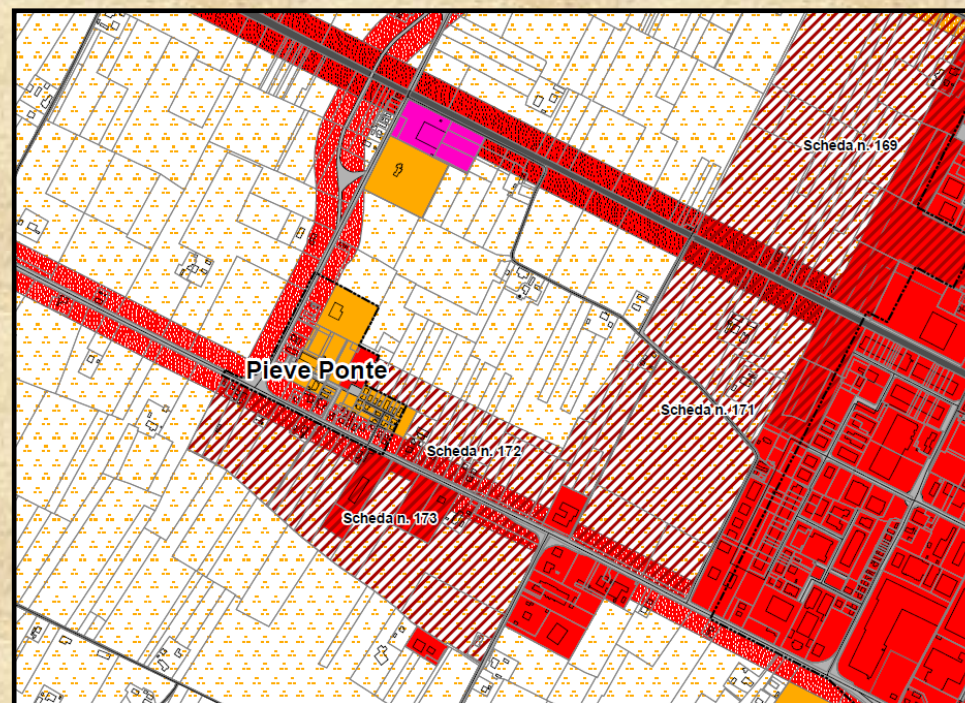 Scheda n. 169
Pieve Ponte
Scheda n. 171
Scheda n. 172
Scheda n. 173